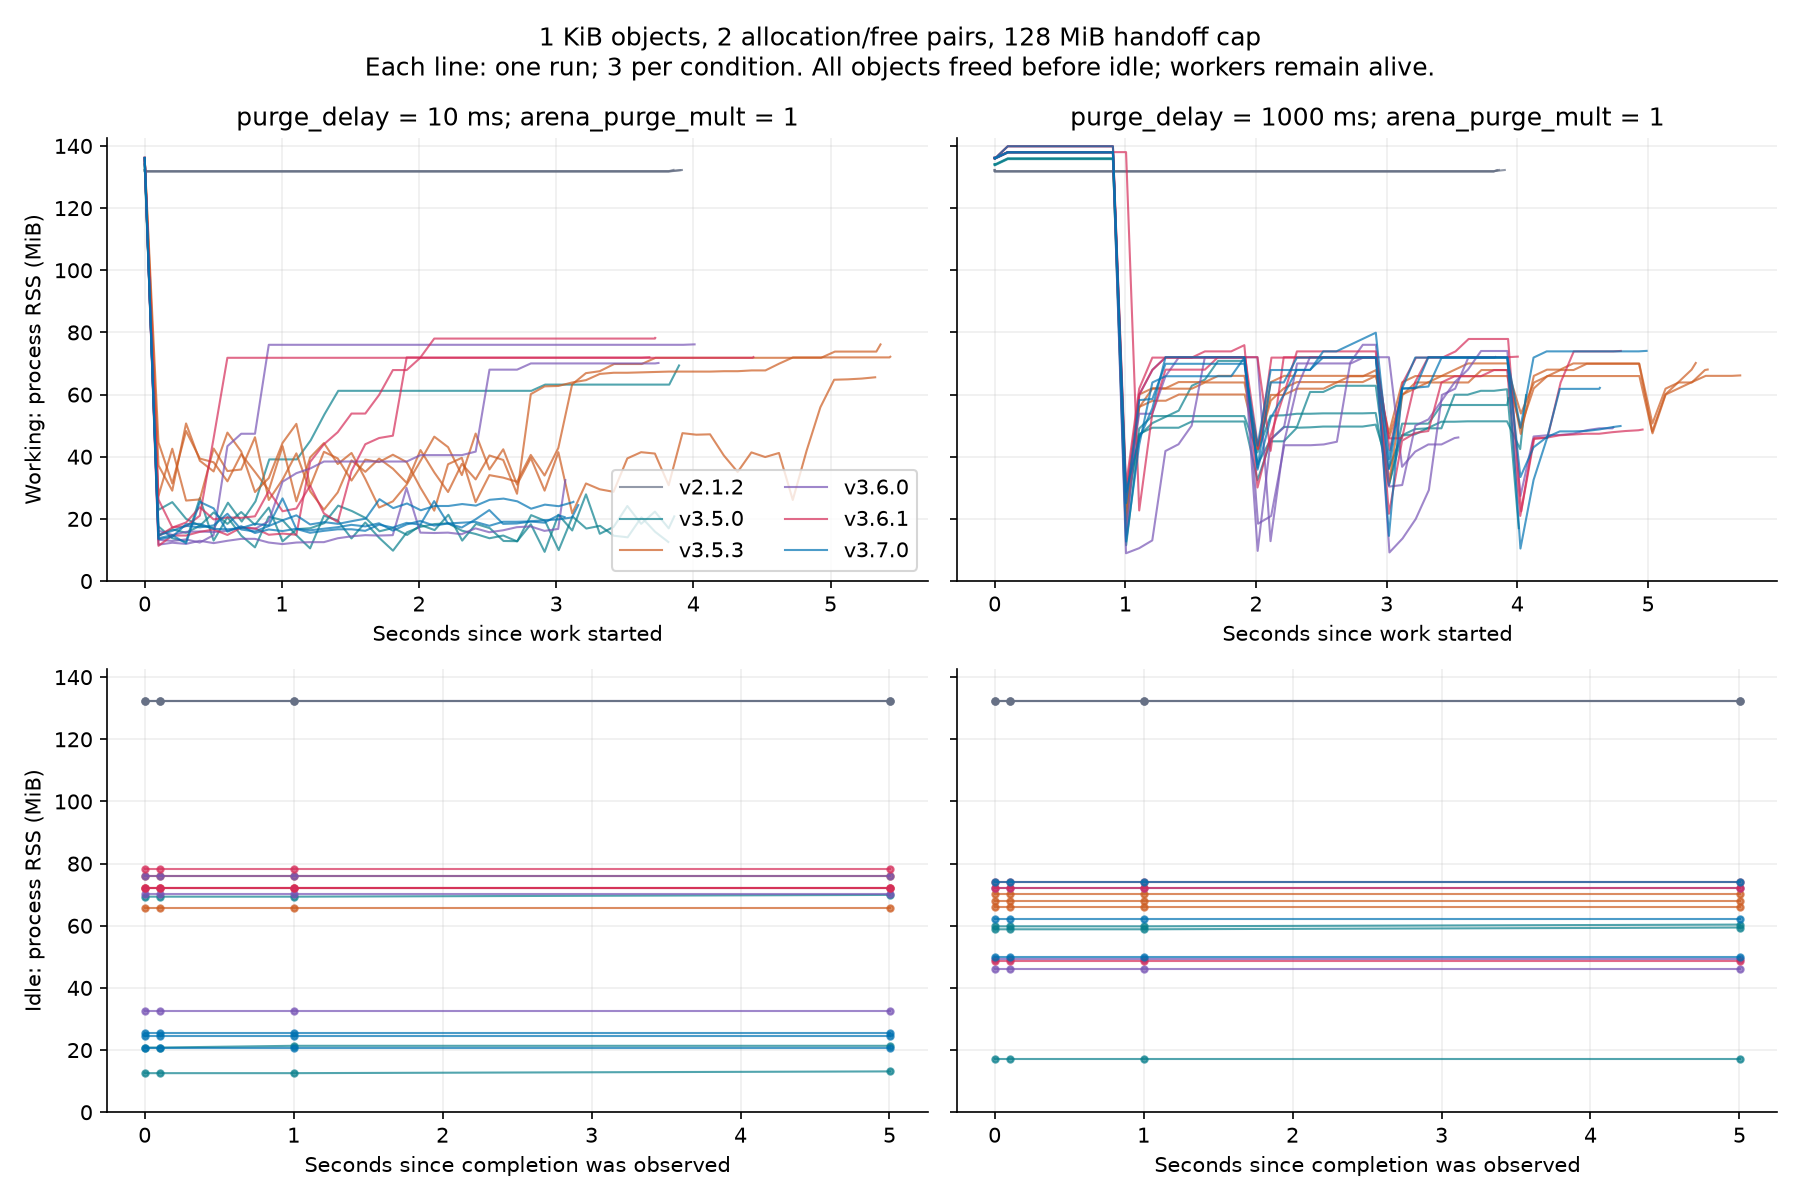 1 KiB objects, 2 allocation/free pairs, 128 MiB handoff cap
Each line: one run; 3 per condition. All objects freed before idle; workers remain alive.
purge_delay = 10 ms; arena_purge_mult = 1
Working: process RSS (MiB)
140
120
100
80
60
40
20
0
0
1
2
3
4
5
Seconds since work started
v2.1.2
v3.5.0
v3.5.3
v3.6.0
v3.6.1
v3.7.0
purge_delay = 1000 ms; arena_purge_mult = 1
0
1
2
3
4
5
Seconds since work started
Idle: process RSS (MiB)
140
120
100
80
60
40
20
0
0
1
2
3
4
5
Seconds since completion was observed
0
1
2
3
4
5
Seconds since completion was observed